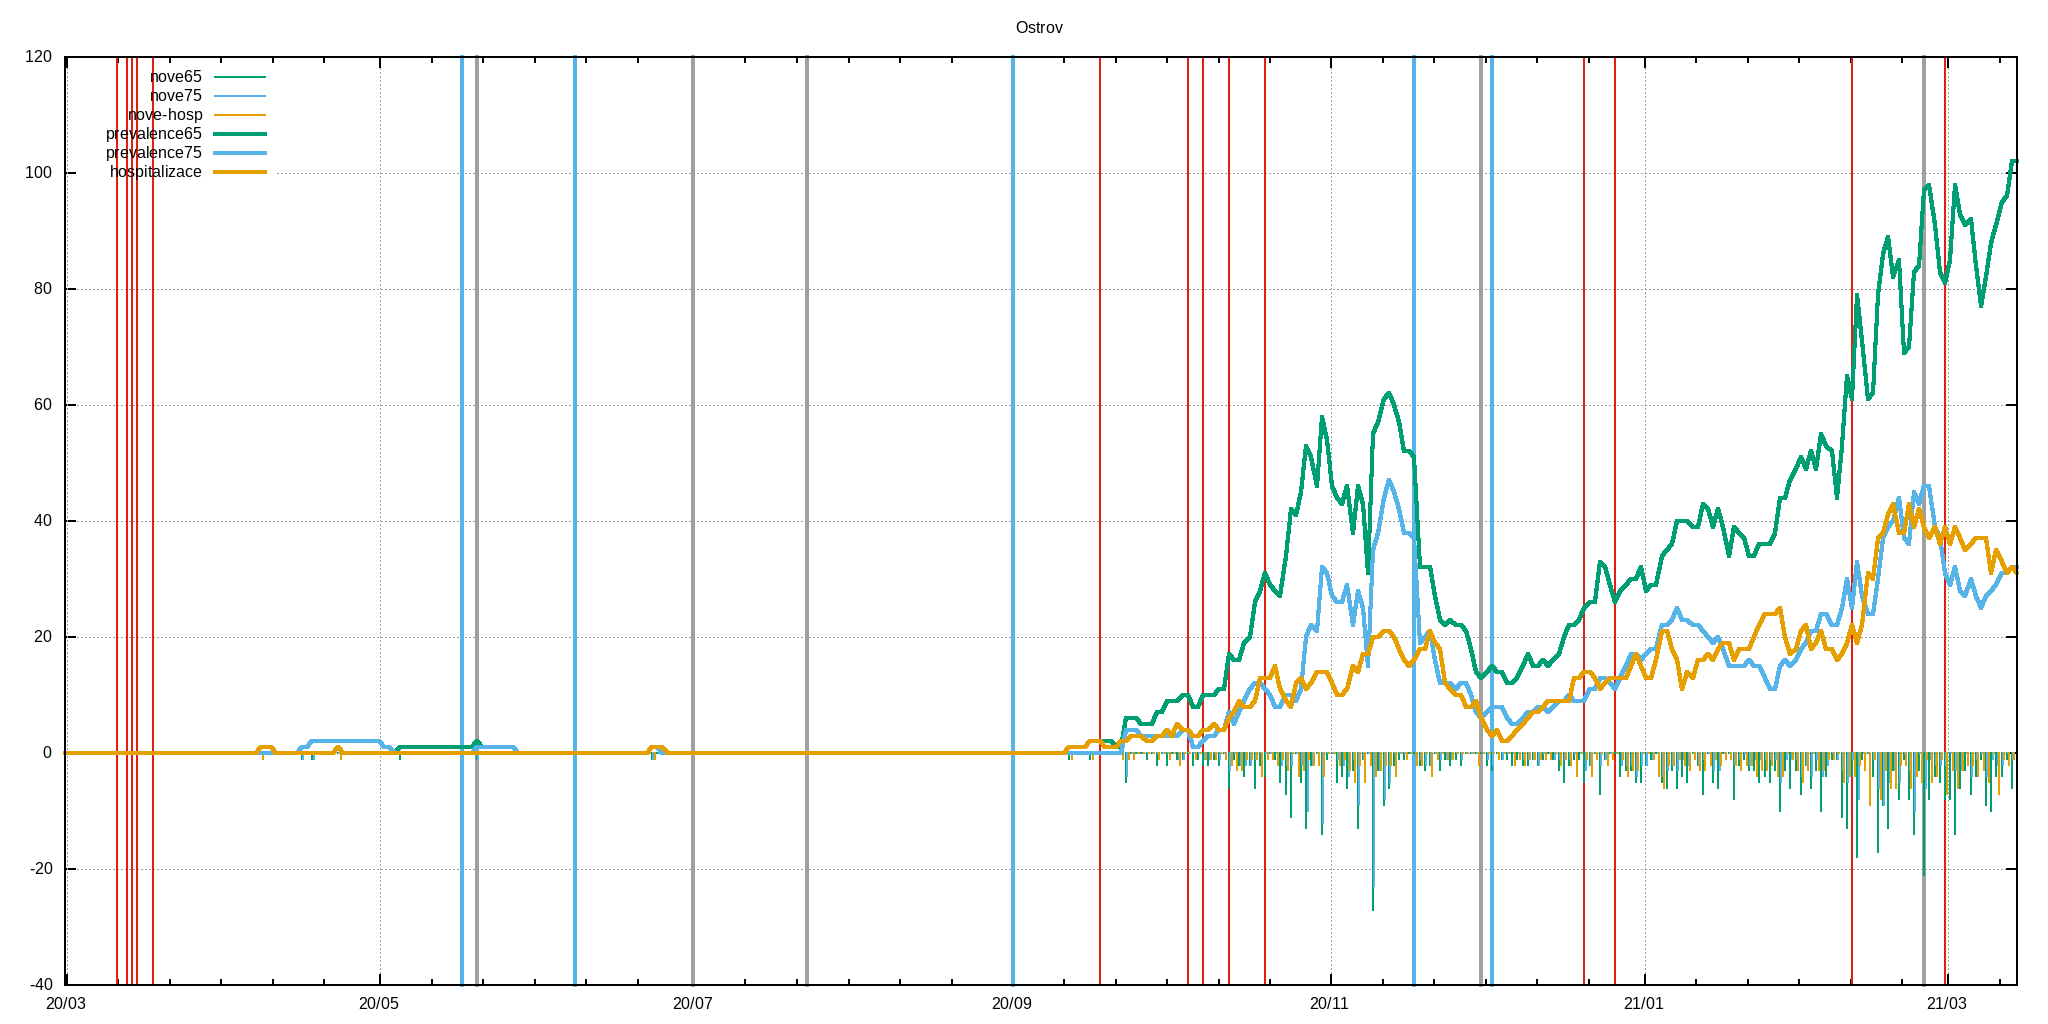 Ostrov
120
100
80
60
40
20
0
-20
-40
nove65
nove75
nove-hosp
prevalence65
prevalence75
hospitalizace
20/03 20/05 20/07 20/09 20/11 21/01 21/03